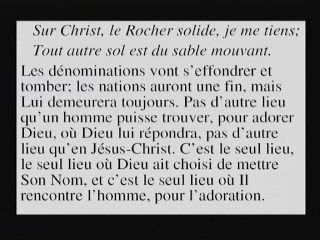 Sur Christ, le Rocher solide, je me tiens;
Tout autre sol est du sable mouvant.
Les dénominations vont s'effondrer et
tomber; les nations auront une fin, mais
Lui demeurera toujours. Pas d'autre lieu
qu'un homme puisse trouver, pour adorer
Dieu, où Dieu lui répondra, pas d'autre
lieu qu'en Jésus-Christ. C'est le seul lieu,
le seul lieu où Dieu ait choisi de mettre
Son Nom, et c'est le seul lieu où Il
rencontre l'homme, pour l'adoration.